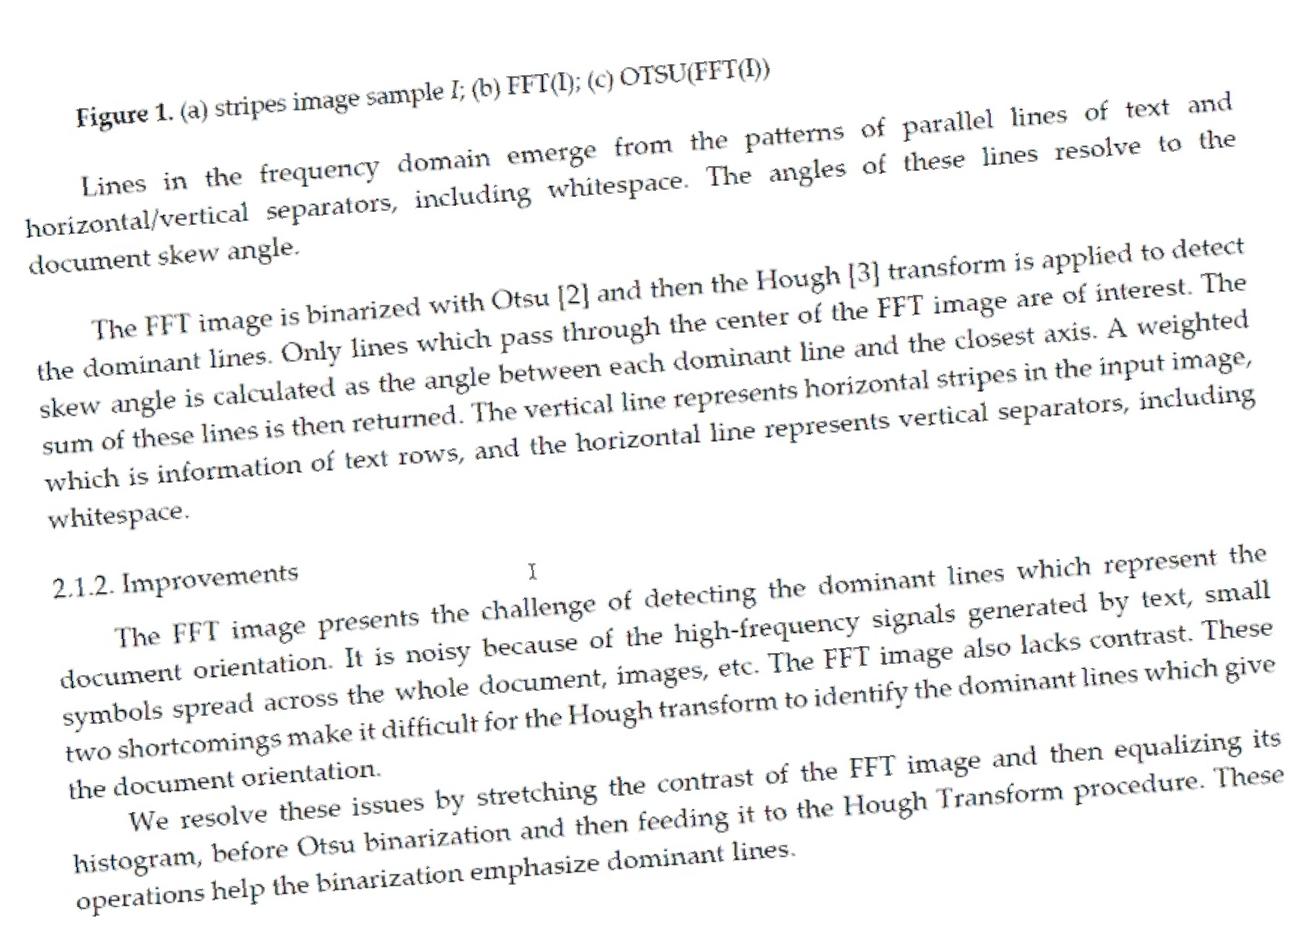 Figure 1. (a) stripes image sample I; (b) FFT(I); (c) OTSU(FFT(I))
Lines in the frequency domain emerge from the patterns of parallel lines of text and
horizontal/vertical separators, including whitespace. The angles of these lines resolve to the
document skew angle.
The FFT image is binarized with Otsu [2] and then the Hough [3] transform is applied to detect
the dominant lines. Only lines which pass through the center of the FFT image are of interest. The
skew angle is calculated as the angle between each dominant line and the closest axis. A weighted
sum of these lines is then returned. The vertical line represents horizontal stripes in the input image,
which is information of text rows, and the horizontal line represents vertical separators, including
whitespace.
2.1.2. Improvements
The FFT image presents the challenge of detecting the dominant lines which represent the
document orientation. It is noisy because of the high-frequency signals generated by text, small
symbols spread across the whole document, images, etc. The FFT image also lacks contrast. These
two shortcomings make it difficult for the Hough transform to identify the dominant lines which give
the document orientation.
We resolve these issues by stretching the contrast of the FFT image and then equalizing its
histogram, before Otsu binarization and then feeding it to the Hough Transform procedure. These
operations help the binarization emphasize dominant lines.